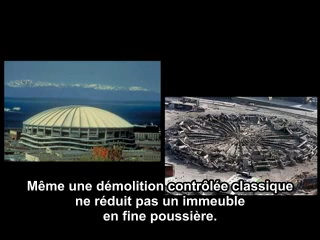 Même une démolition contrôlée classique
ne réduit pas un immeuble
en fine poussière.